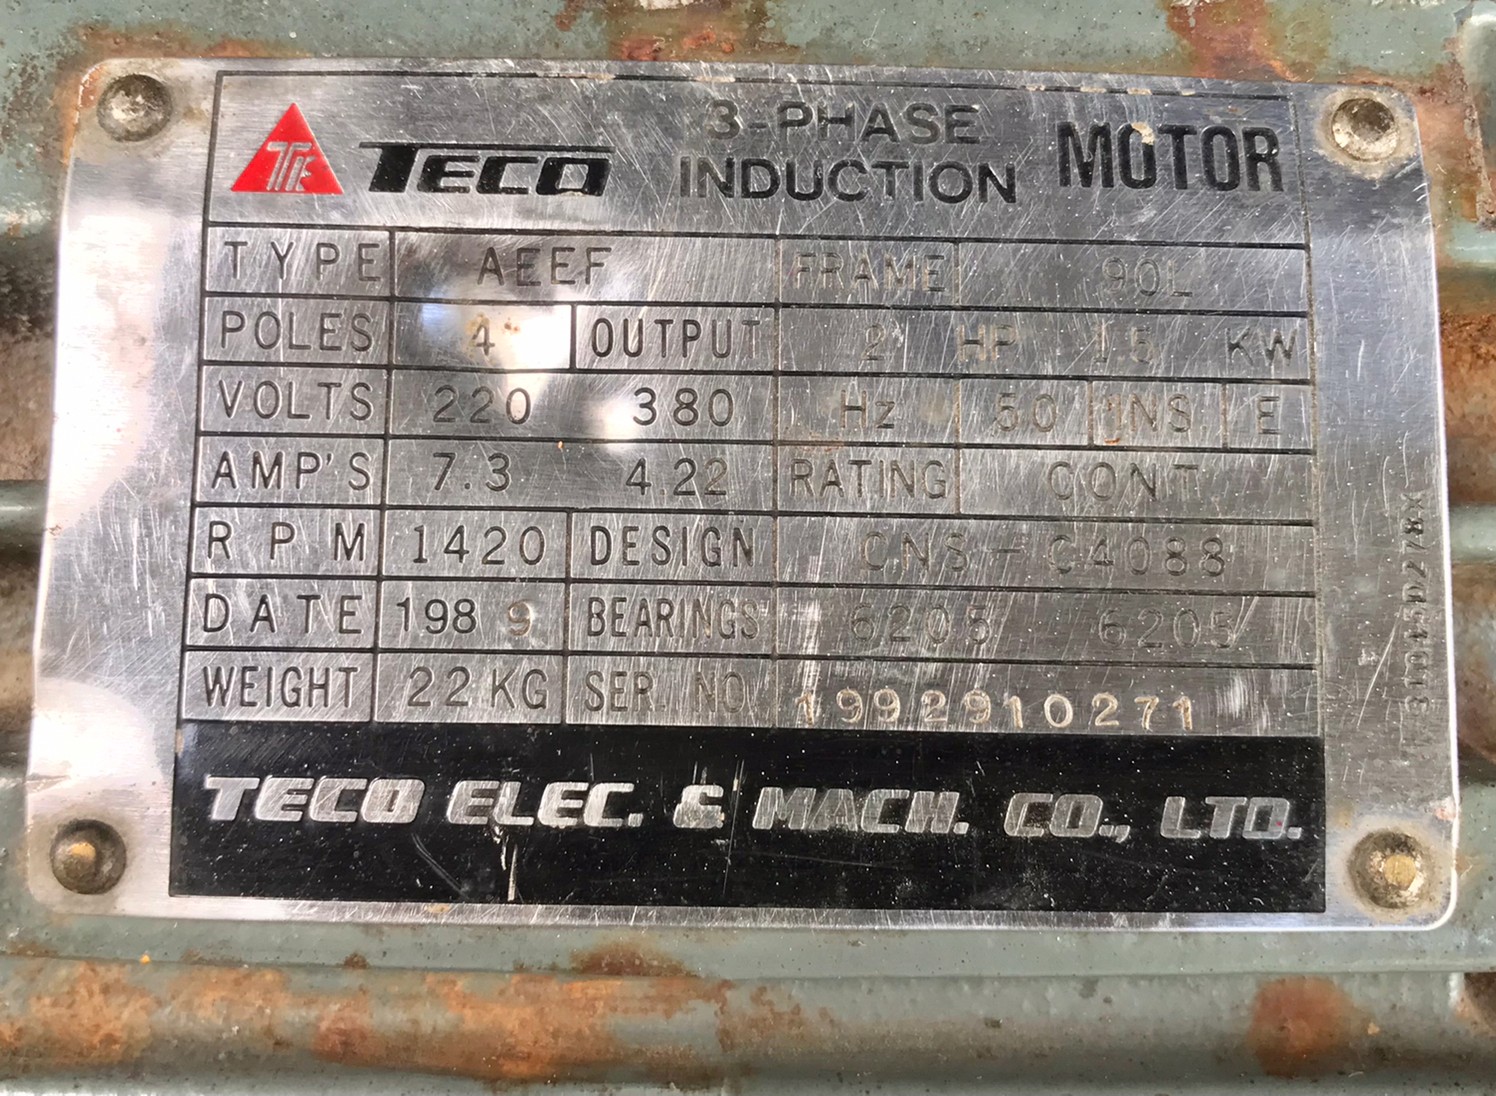 TECO 3-PHASE INDUCTION MOTOR
TYPE AEEF FRAME 90L
POLES 4 OUTPUT 2 HP 1.5 KW
VOLTS 220 380 Hz 50 INS. E
AMP'S 7.3 4.22 RATING CONT.
RPM 1420 DESIGN CNS-C4088
DATE 1989 BEARINGS 6205 6205
WEIGHT 22KG SER. NO. 1992910271
TECO ELEC. & MACH. CO., LTD.